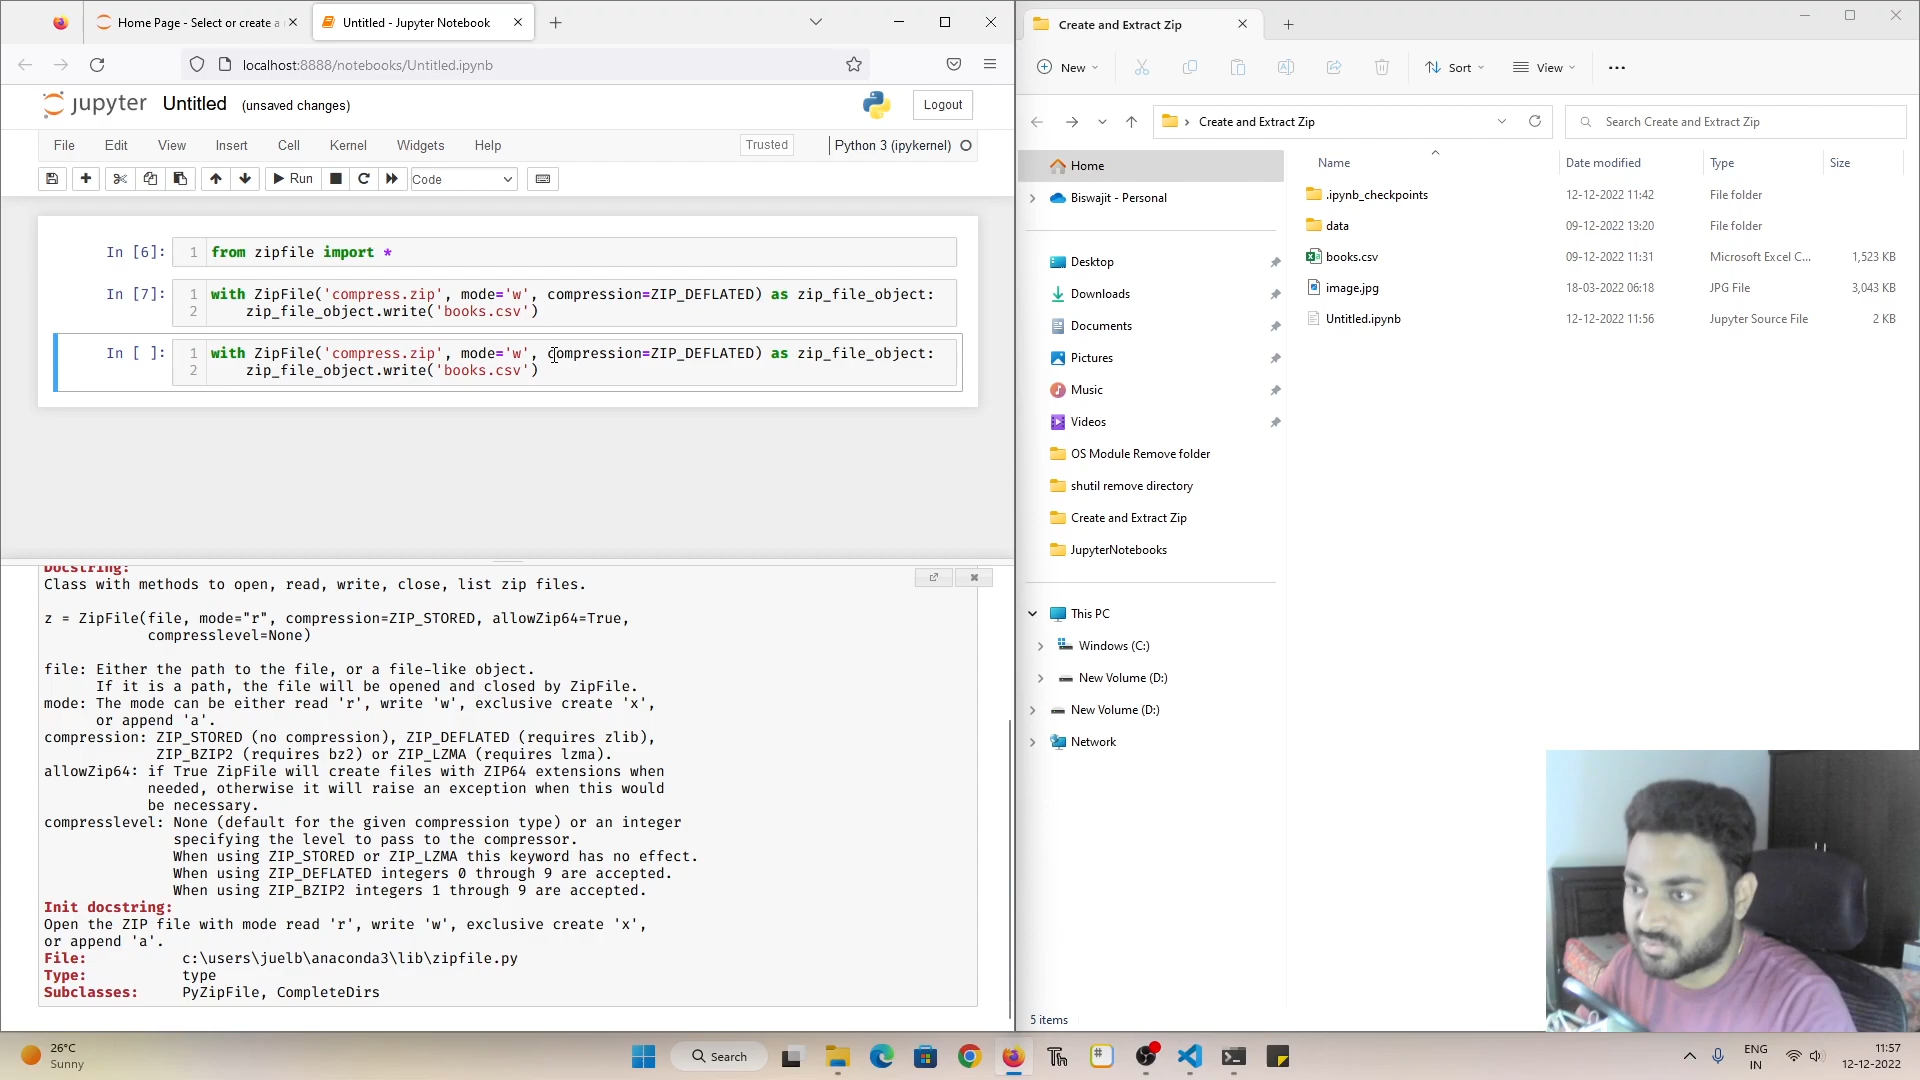 Home Page - Select or create a
Untitled - Jupyter Notebook
localhost:8888/notebooks/Untitled.ipynb
jupyter Untitled (unsaved changes)
Logout
File Edit View Insert Cell Kernel Widgets Help
Trusted
Python 3 (ipykernel)
Run
Code
In [6]:
1 from zipfile import *
In [7]:
1 with ZipFile('compress.zip', mode='w', compression=ZIP_DEFLATED) as zip_file_object:
2 zip_file_object.write('books.csv')
In [ ]:
1 with ZipFile('compress.zip', mode='w', compression=ZIP_DEFLATED) as zip_file_object:
2 zip_file_object.write('books.csv')
Docstring:
Class with methods to open, read, write, close, list zip files.
z = ZipFile(file, mode="r", compression=ZIP_STORED, allowZip64=True,
compresslevel=None)
file: Either the path to the file, or a file-like object.
If it is a path, the file will be opened and closed by ZipFile.
mode: The mode can be either read 'r', write 'w', exclusive create 'x',
or append 'a'.
compression: ZIP_STORED (no compression), ZIP_DEFLATED (requires zlib),
ZIP_BZIP2 (requires bz2) or ZIP_LZMA (requires lzma).
allowZip64: if True ZipFile will create files with ZIP64 extensions when
needed, otherwise it will raise an exception when this would
be necessary.
compresslevel: None (default for the given compression type) or an integer
specifying the level to pass to the compressor.
When using ZIP_STORED or ZIP_LZMA this keyword has no effect.
When using ZIP_DEFLATED integers 0 through 9 are accepted.
When using ZIP_BZIP2 integers 1 through 9 are accepted.
Init docstring:
Open the ZIP file with mode read 'r', write 'w', exclusive create 'x',
or append 'a'.
File: c:\users\juelb\anaconda3\lib\zipfile.py
Type: type
Subclasses: PyZipFile, CompleteDirs
Create and Extract Zip
New
Sort
View
Create and Extract Zip
Search Create and Extract Zip
Home
Biswajit - Personal
Desktop
Downloads
Documents
Pictures
Music
Videos
OS Module Remove folder
shutil remove directory
Create and Extract Zip
JupyterNotebooks
This PC
Windows (C:)
New Volume (D:)
New Volume (D:)
Network
Name Date modified Type Size
.ipynb_checkpoints 12-12-2022 11:42 File folder
data 09-12-2022 13:20 File folder
books.csv 09-12-2022 11:31 Microsoft Excel C... 1,523 KB
image.jpg 18-03-2022 06:18 JPG File 3,043 KB
Untitled.ipynb 12-12-2022 11:56 Jupyter Source File 2 KB
5 items
26°C
Sunny
Search
Th
ENG
IN
11:57
12-12-2022